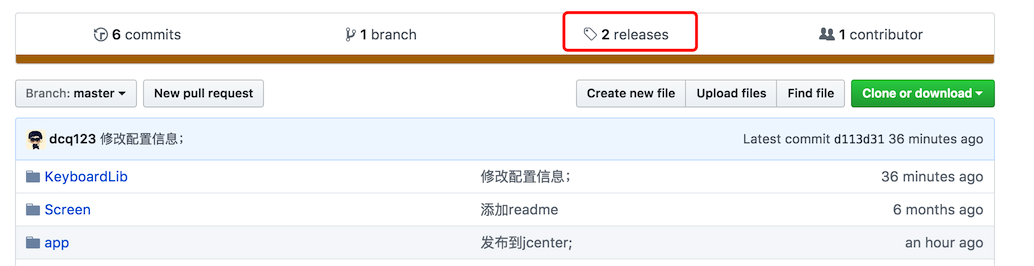 6 commits 1 branch 2 releases 1 contributor
Branch: master New pull request Create new file Upload files Find file Clone or download
dcq123 修改配置信息； Latest commit d113d31 36 minutes ago
KeyboardLib 修改配置信息； 36 minutes ago
Screen 添加readme 6 months ago
app 发布到jcenter; an hour ago